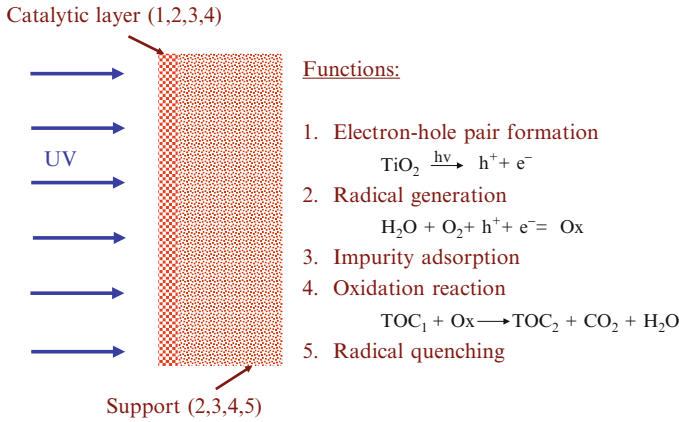 Catalytic layer (1,2,3,4)
Functions:
1. Electron-hole pair formation
TiO₂ hν→ h⁺+ e⁻
UV
2. Radical generation
H₂O + O₂+ h⁺+ e⁻= Ox
3. Impurity adsorption
4. Oxidation reaction
TOC₁ + Ox⟶TOC₂ + CO₂ + H₂O
5. Radical quenching
Support (2,3,4,5)